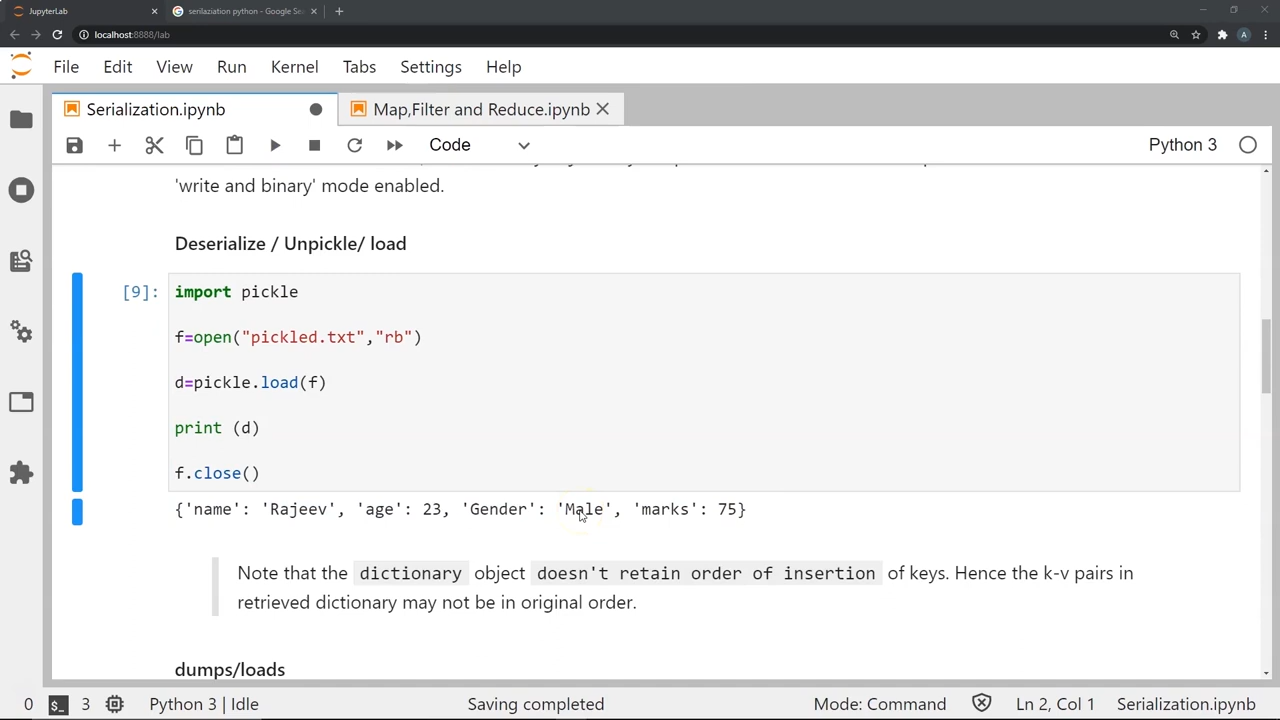 JupyterLab
serilaziation python - Google Se
localhost:8888/lab
A
File Edit View Run Kernel Tabs Settings Help
Serialization.ipynb
Map,Filter and Reduce.ipynb
Code
Python 3
'write and binary' mode enabled.
Deserialize / Unpickle/ load
[9]:
import pickle
f=open("pickled.txt","rb")
d=pickle.load(f)
print (d)
f.close()
{'name': 'Rajeev', 'age': 23, 'Gender': 'Male', 'marks': 75}
Note that the dictionary object doesn't retain order of insertion of keys. Hence the k-v pairs in
retrieved dictionary may not be in original order.
dumps/loads
0 $_ 3 Python 3 | Idle Saving completed Mode: Command Ln 2, Col 1 Serialization.ipynb